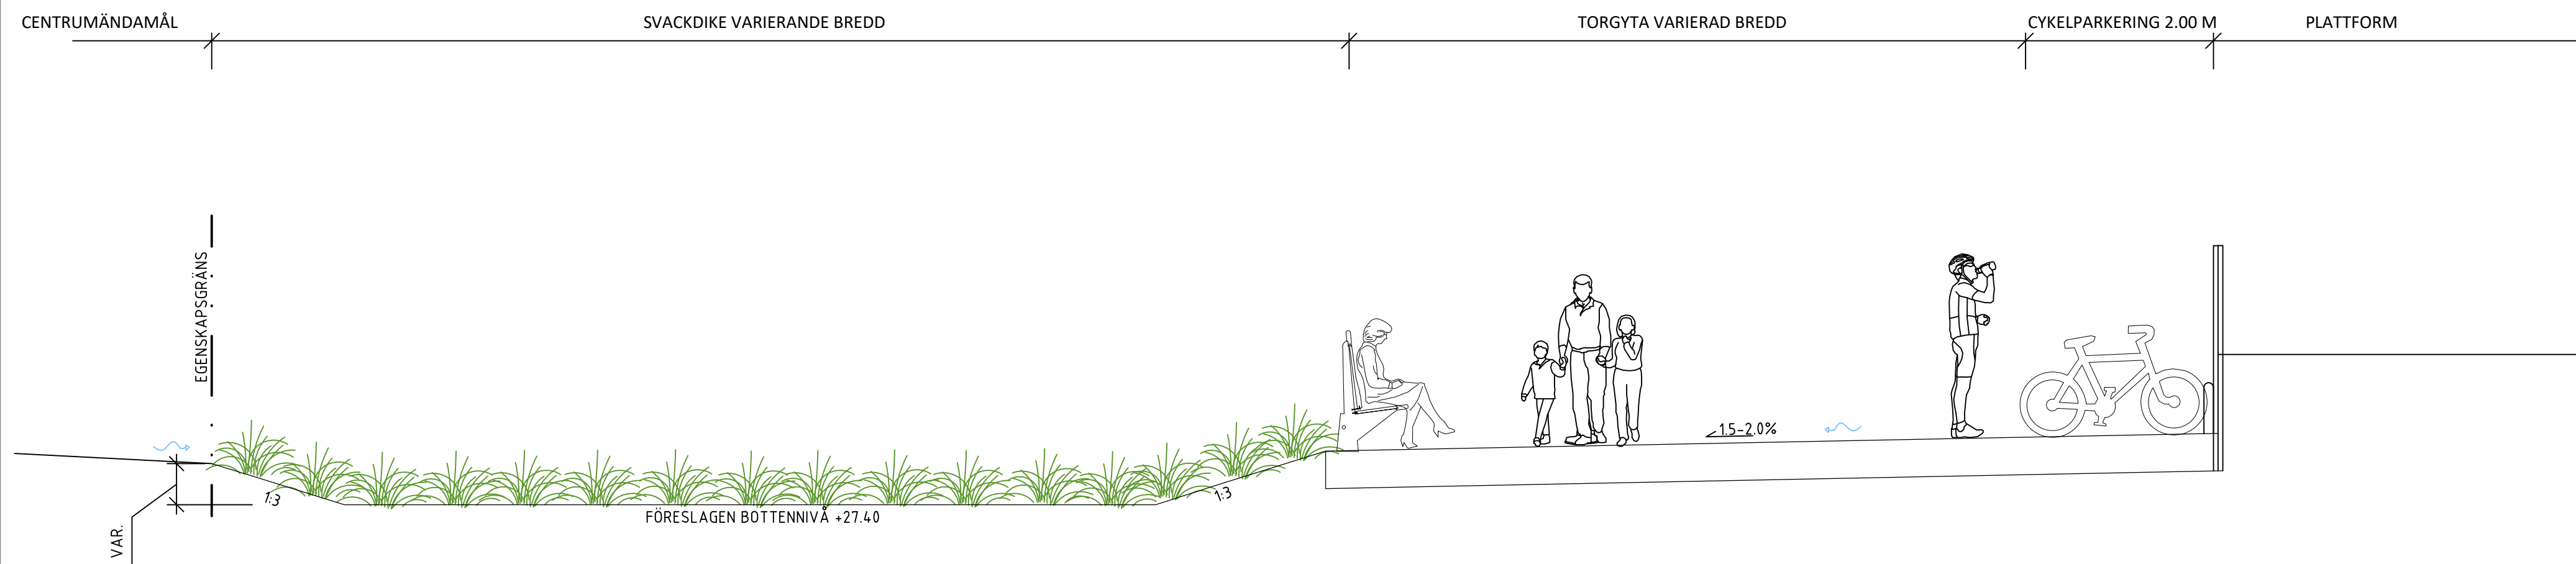 CENTRUMÄNDAMÅL
SVACKDIKE VARIERANDE BREDD
TORGYTA VARIERAD BREDD
CYKELPARKERING 2.00 M
PLATTFORM
EGENSKAPSGRÄNS
1.5-2.0%
1:3
1:3
FÖRESLAGEN BOTTENNIVÅ +27.40
VAR.